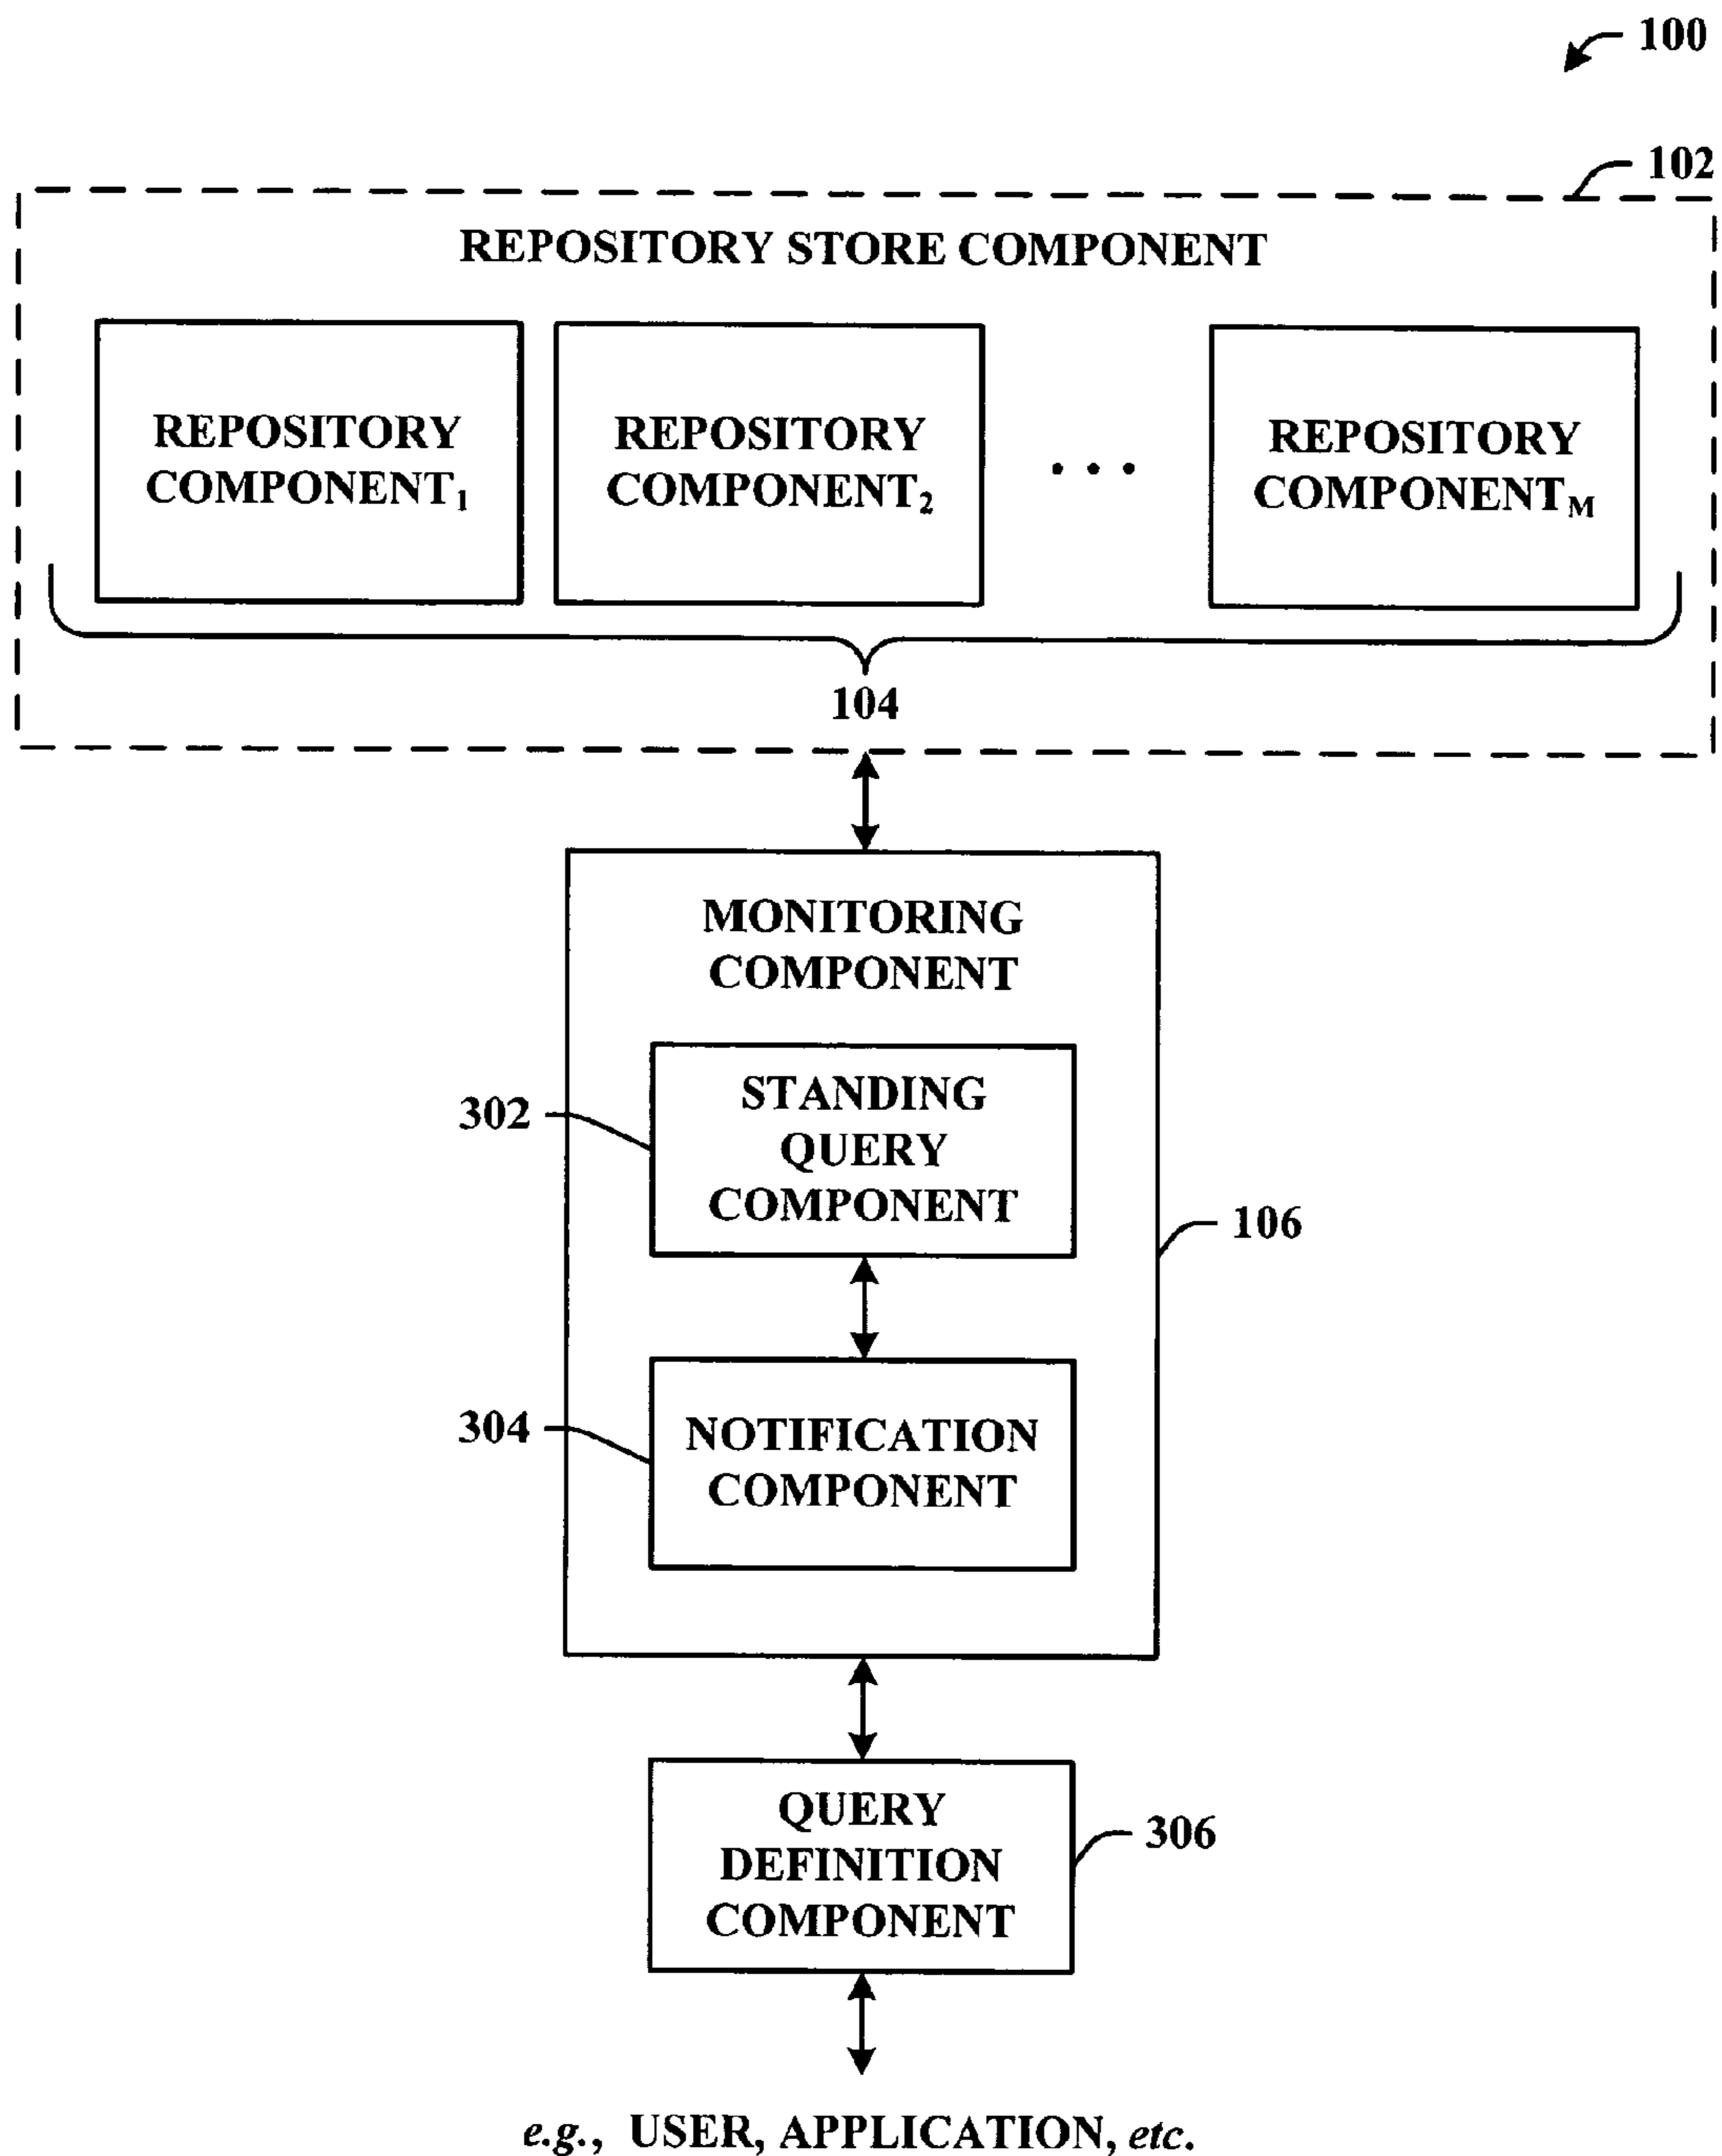 100
102
REPOSITORY STORE COMPONENT
REPOSITORY
COMPONENT₁
REPOSITORY
COMPONENT₂
• • •
REPOSITORY
COMPONENTM
104
MONITORING
COMPONENT
302
STANDING
QUERY
COMPONENT
106
304
NOTIFICATION
COMPONENT
QUERY
DEFINITION
COMPONENT
306
e.g., USER, APPLICATION, etc.